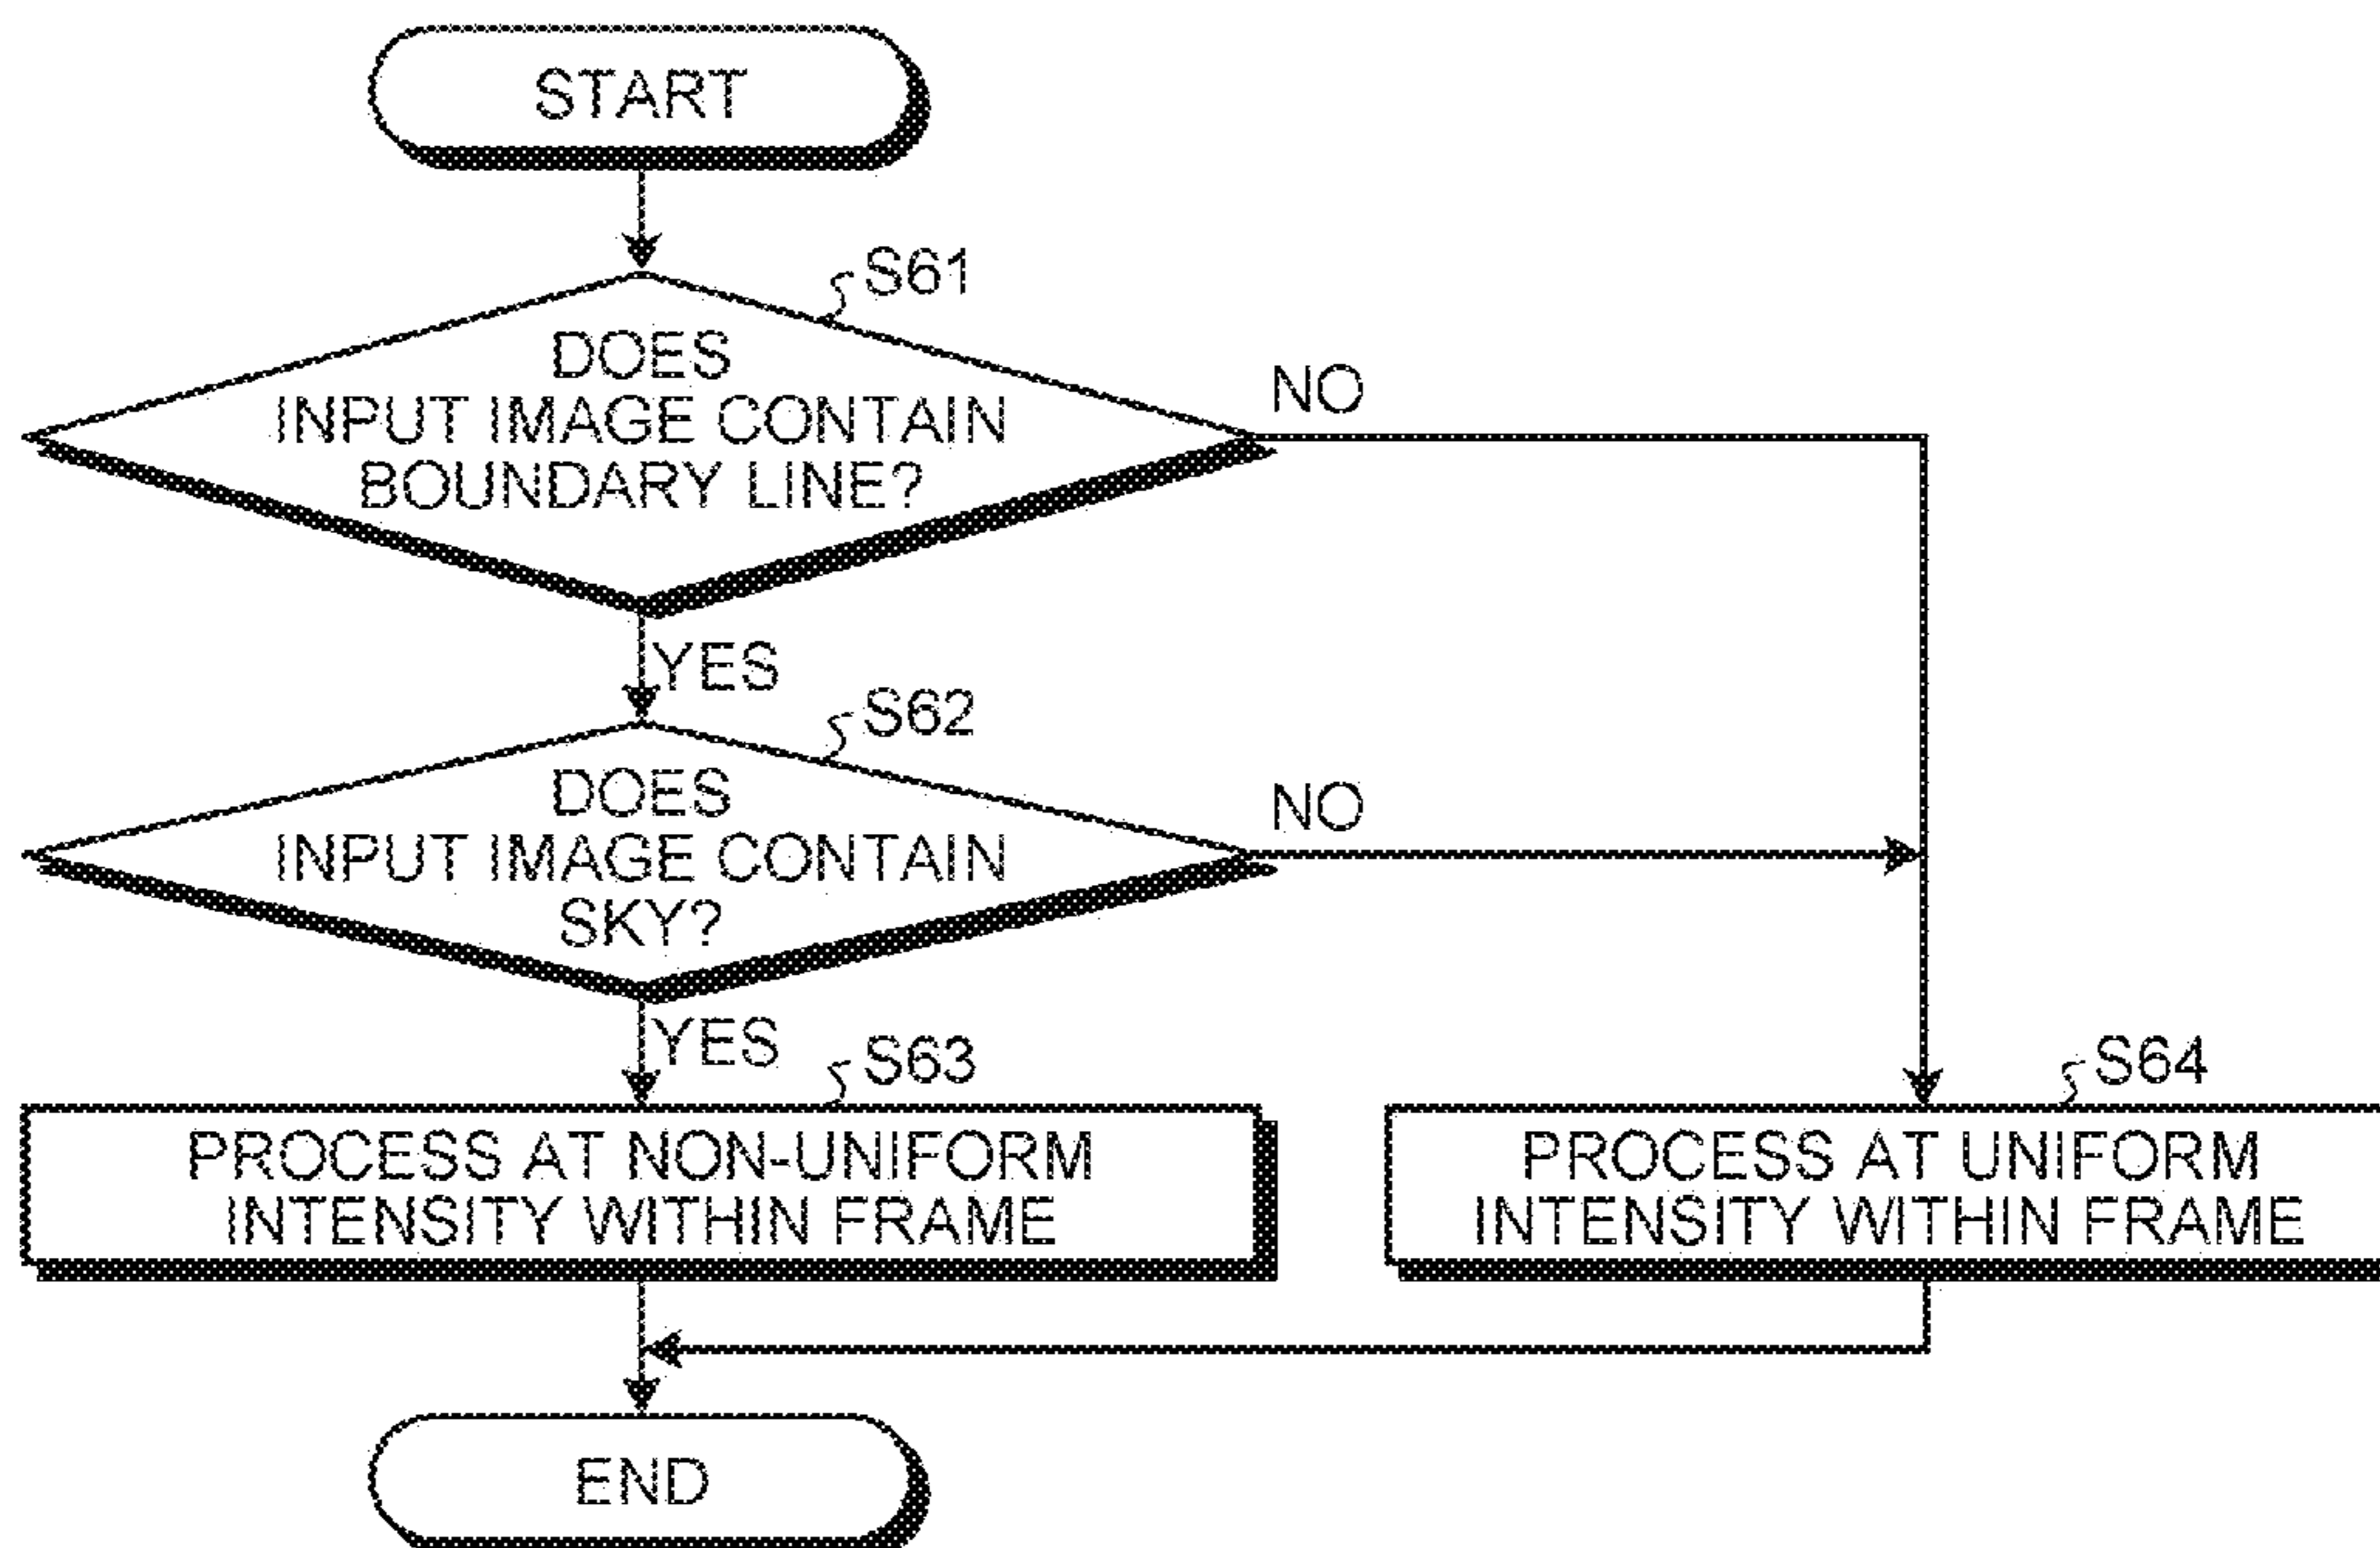 START
S61
DOES
INPUT IMAGE CONTAIN
BOUNDARY LINE?
NO
YES
S62
DOES
INPUT IMAGE CONTAIN
SKY?
NO
YES
S63
PROCESS AT NON-UNIFORM
INTENSITY WITHIN FRAME
S64
PROCESS AT UNIFORM
INTENSITY WITHIN FRAME
END